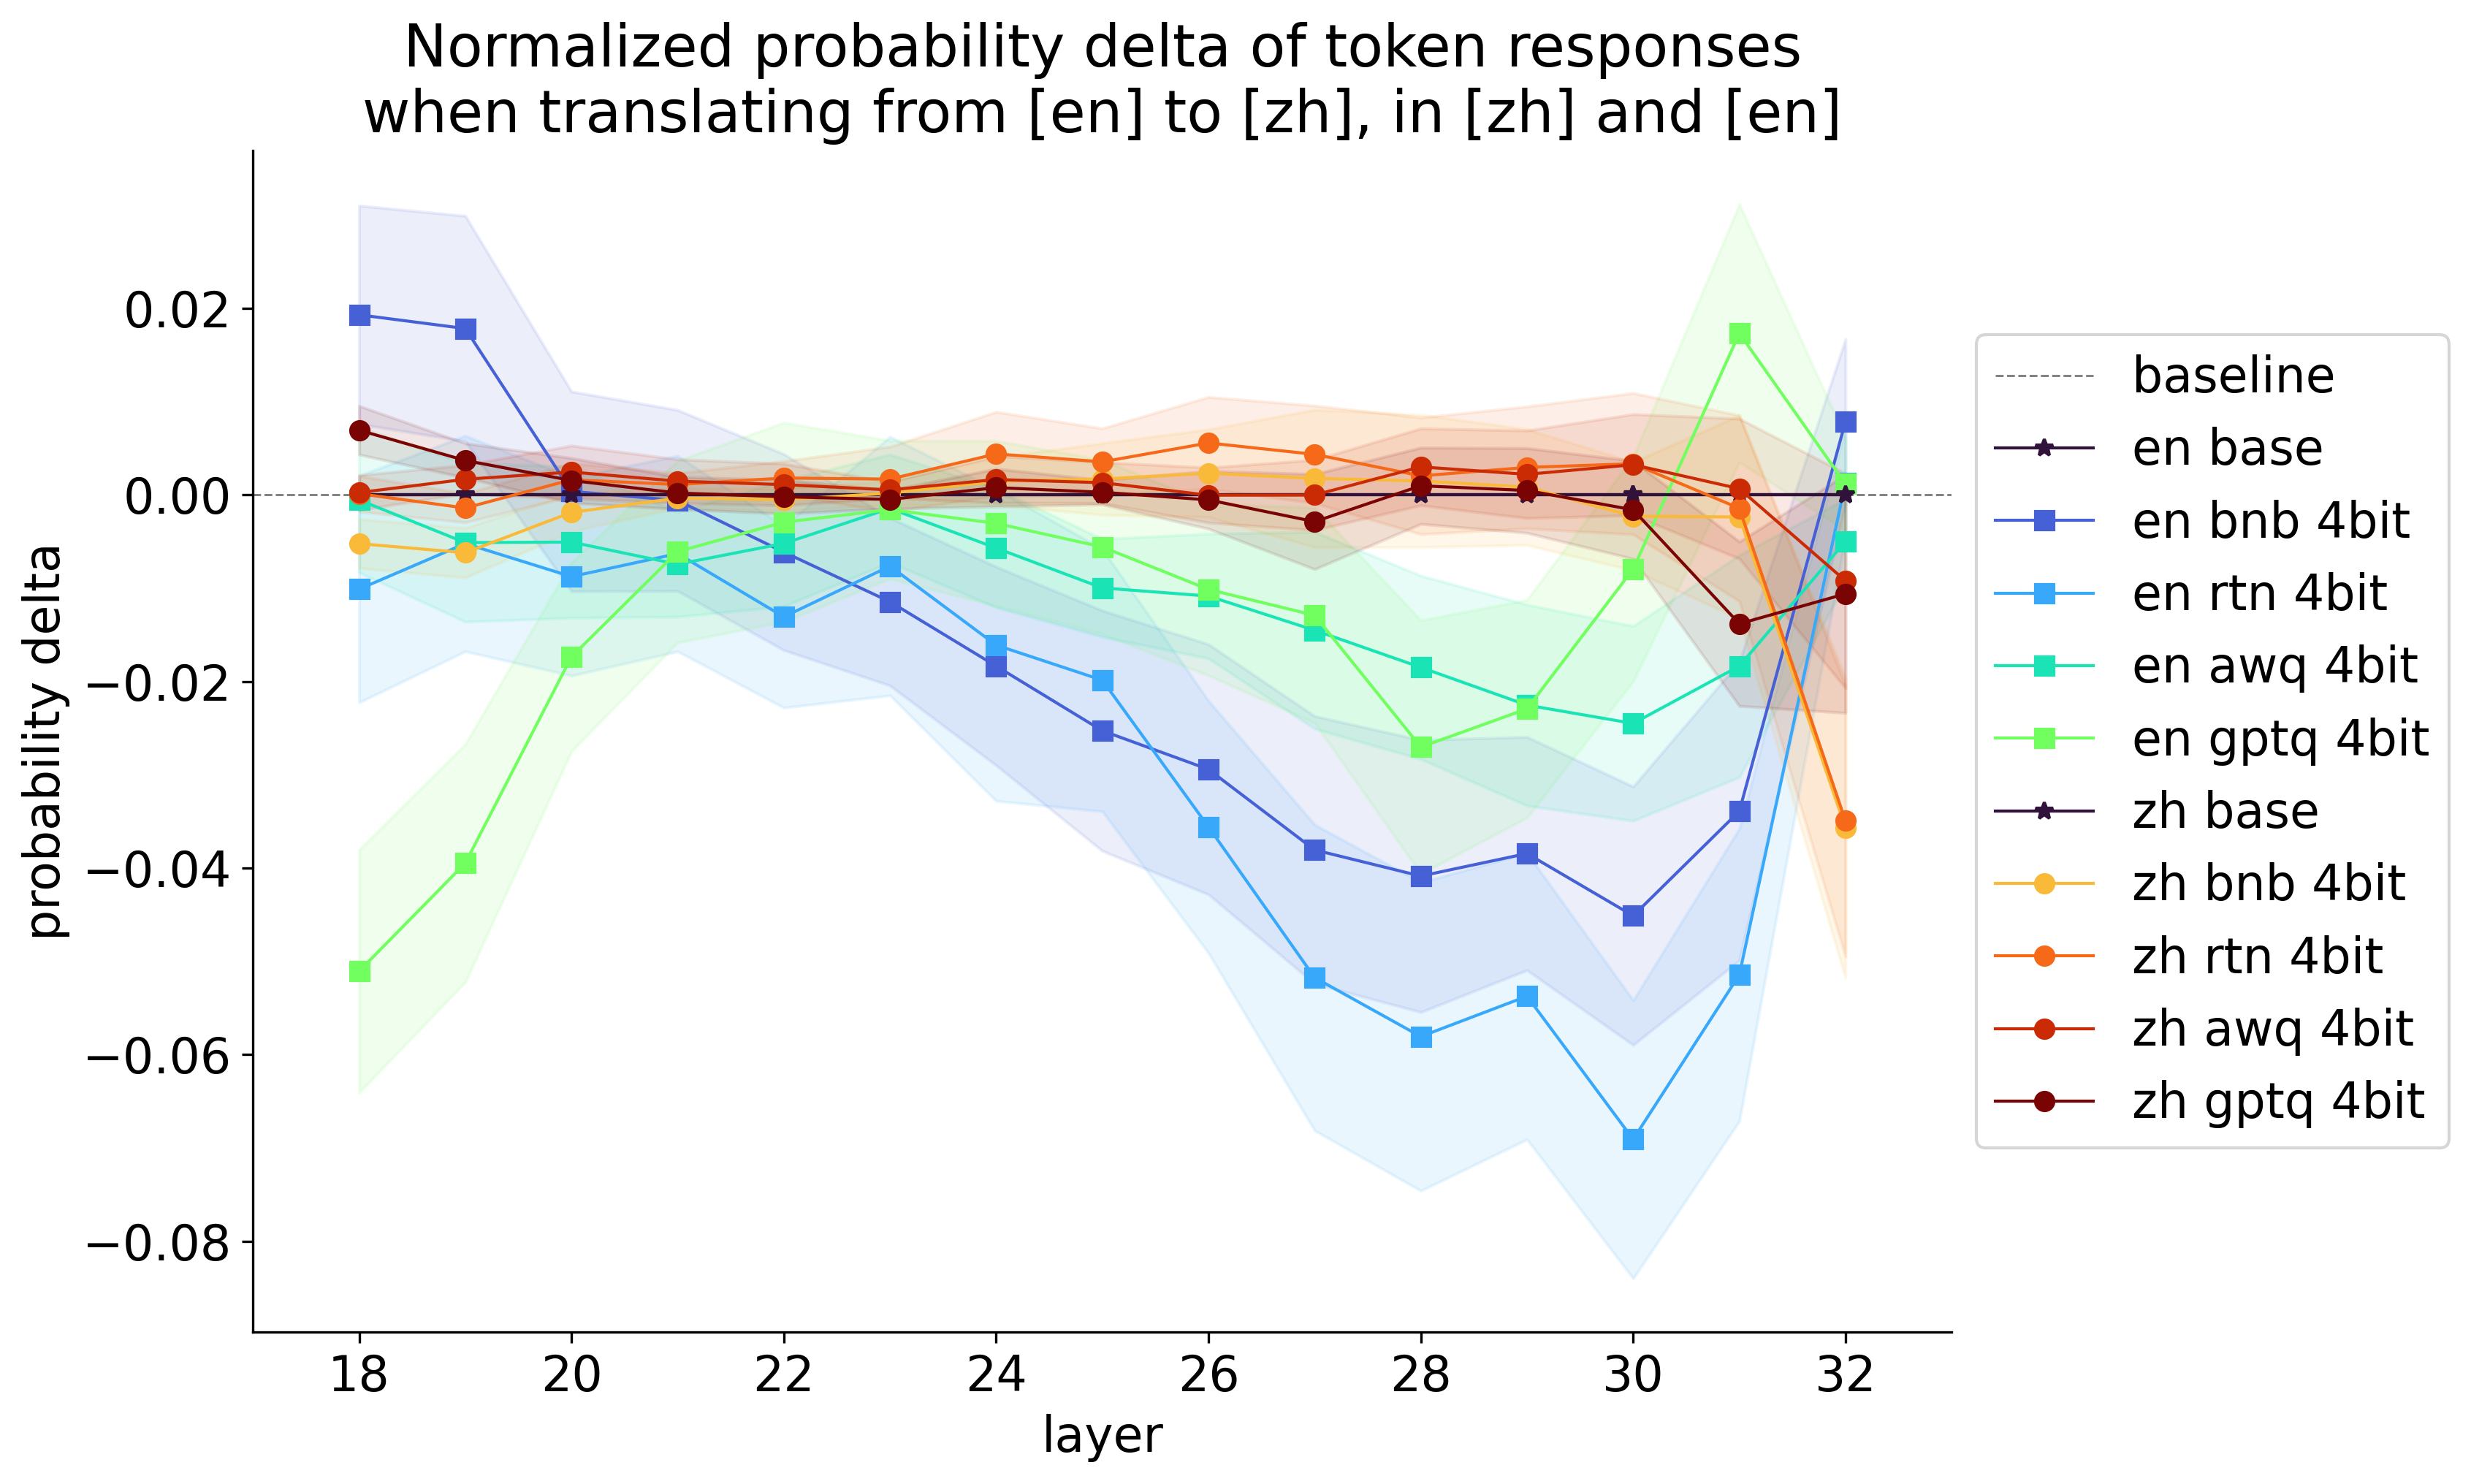 Normalized probability delta of token responses
when translating from [en] to [zh], in [zh] and [en]
probability delta
0.02
0.00
−0.02
−0.04
−0.06
−0.08
18 20 22 24 26 28 30 32
layer
baseline
en base
en bnb 4bit
en rtn 4bit
en awq 4bit
en gptq 4bit
zh base
zh bnb 4bit
zh rtn 4bit
zh awq 4bit
zh gptq 4bit